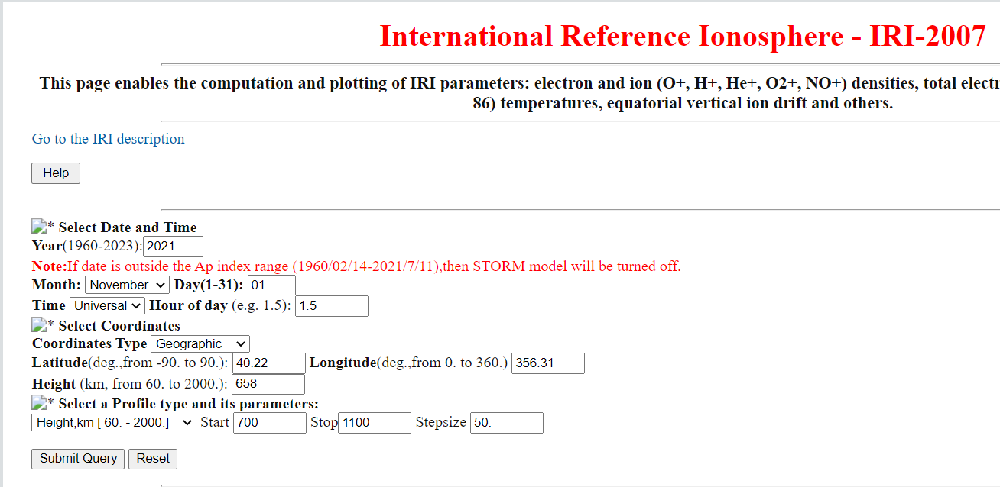 International Reference Ionosphere - IRI-2007
This page enables the computation and plotting of IRI parameters: electron and ion (O+, H+, He+, O2+, NO+) densities, total
86) temperatures, equatorial vertical ion drift and others.
Go to the IRI description
Help
* Select Date and Time
Year(1960-2023): 2021
Note:If date is outside the Ap index range (1960/02/14-2021/7/11),then STORM model will be turned off.
Month: November Day(1-31): 01
Time Universal Hour of day (e.g. 1.5): 1.5
* Select Coordinates
Coordinates Type Geographic
Latitude(deg.,from -90. to 90.): 40.22 Longitude(deg.,from 0. to 360.) 356.31
Height (km, from 60. to 2000.): 658
* Select a Profile type and its parameters:
Height,km [ 60. - 2000.] Start 700 Stop 1100 Stepsize 50.
Submit Query Reset